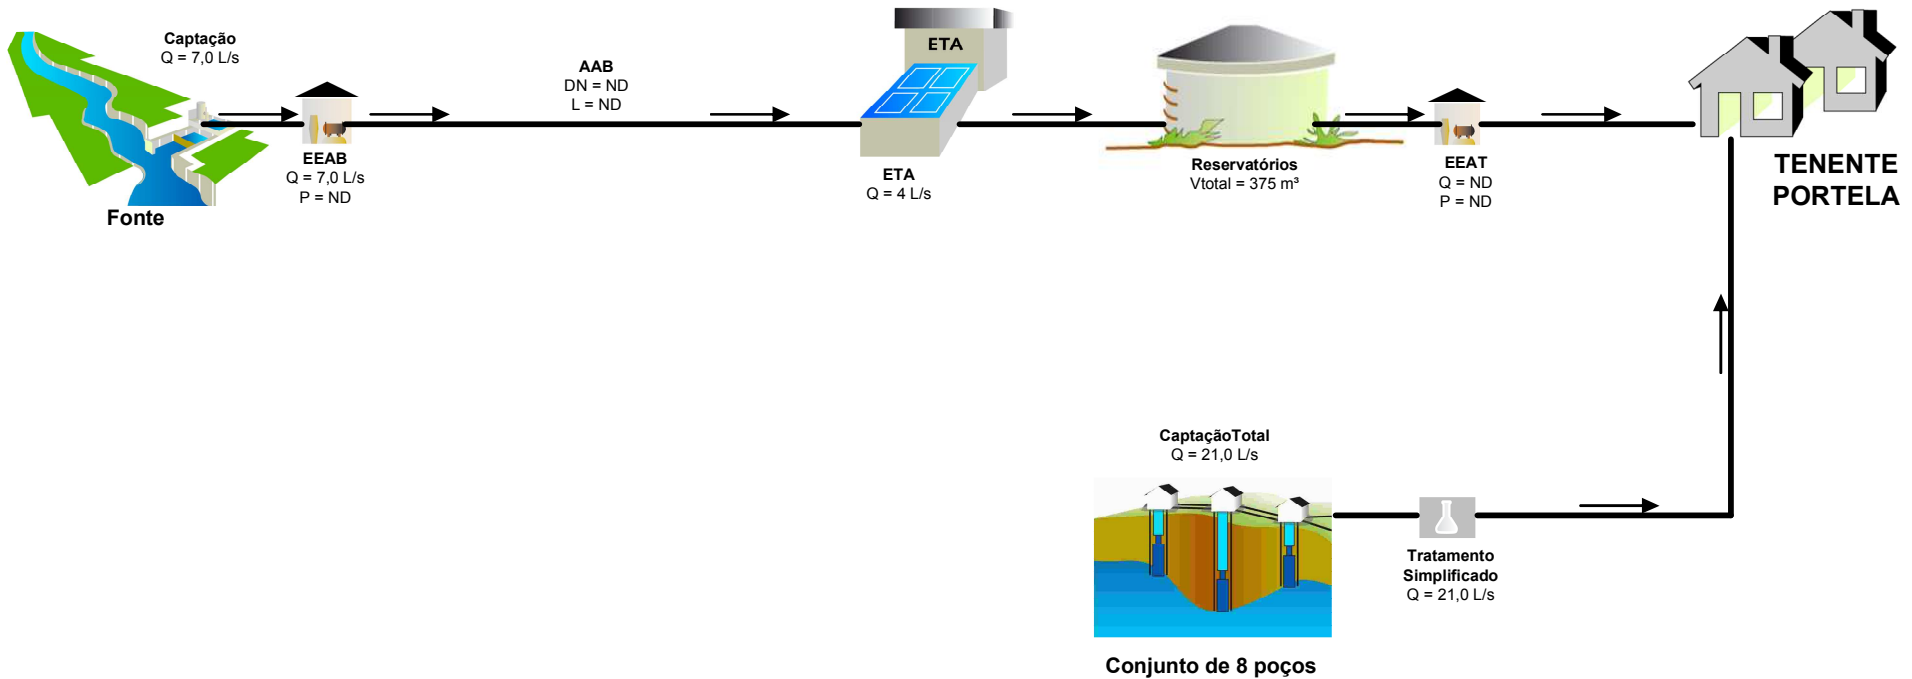 Captação
Q = 7,0 L/s
EEAB
Q = 7,0 L/s
P = ND
Fonte
AAB
DN = ND
L = ND
ETA
ETA
Q = 4 L/s
Reservatórios
Vtotal = 375 m³
EEAT
Q = ND
P = ND
TENENTE
PORTELA
CaptaçãoTotal
Q = 21,0 L/s
Tratamento
Simplificado
Q = 21,0 L/s
Conjunto de 8 poços